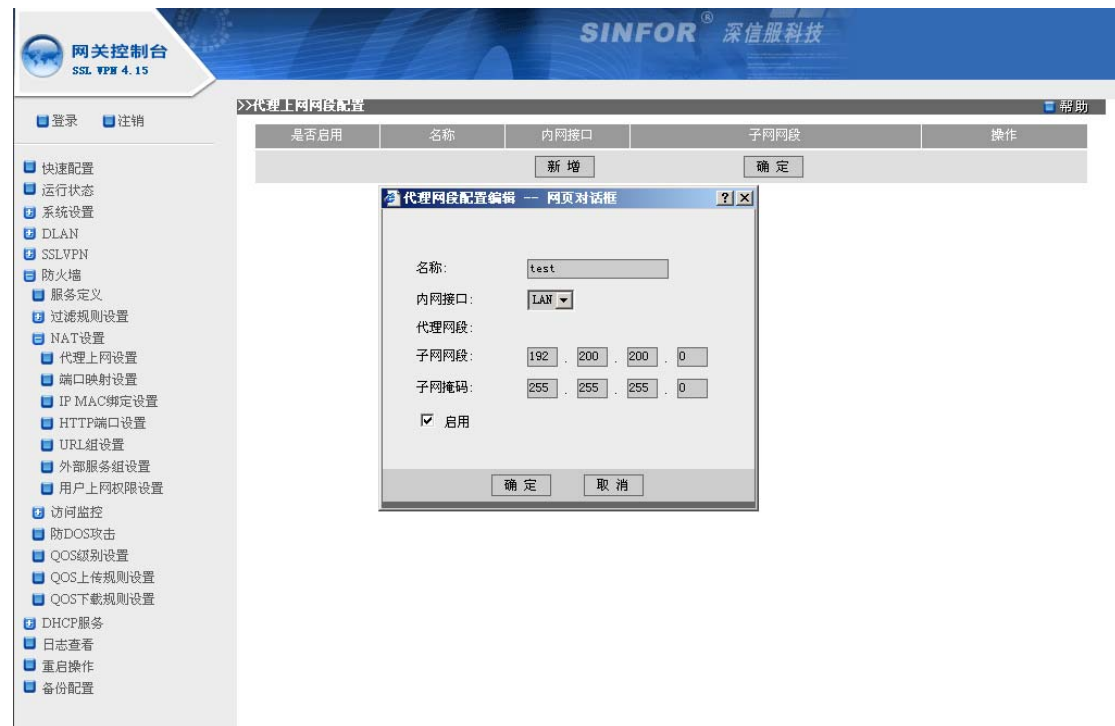 SINFOR® 深信服科技
网关控制台
SSL VPN 4.15
登录 注销
>>代理上网网段配置 帮助
是否启用 名称 内网接口 子网网段 操作
新增 确定
快速配置
运行状态
系统设置
DLAN
SSLVPN
防火墙
服务定义
过滤规则设置
NAT设置
代理上网设置
端口映射设置
IP MAC绑定设置
HTTP端口设置
URL组设置
外部服务组设置
用户上网权限设置
访问监控
防DOS攻击
QOS级别设置
QOS上传规则设置
QOS下载规则设置
DHCP服务
日志查看
重启操作
备份配置
代理网段配置编辑 -- 网页对话框 ? X
名称: test
内网接口: LAN
代理网段:
子网网段: 192 . 200 . 200 . 0
子网掩码: 255 . 255 . 255 . 0
启用
确定 取消